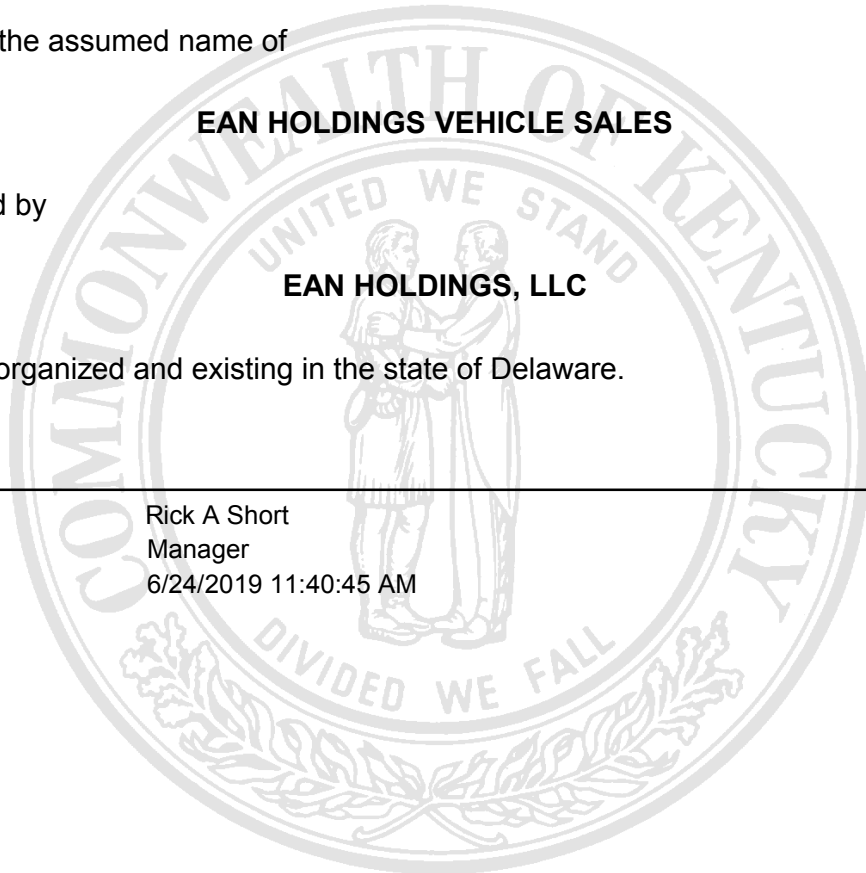 the assumed name of
EAN HOLDINGS VEHICLE SALES
d by
EAN HOLDINGS, LLC
organized and existing in the state of Delaware.
Rick A Short
Manager
6/24/2019 11:40:45 AM
COMMONWEALTH OF KENTUCKY
UNITED WE STAND
DIVIDED WE FALL